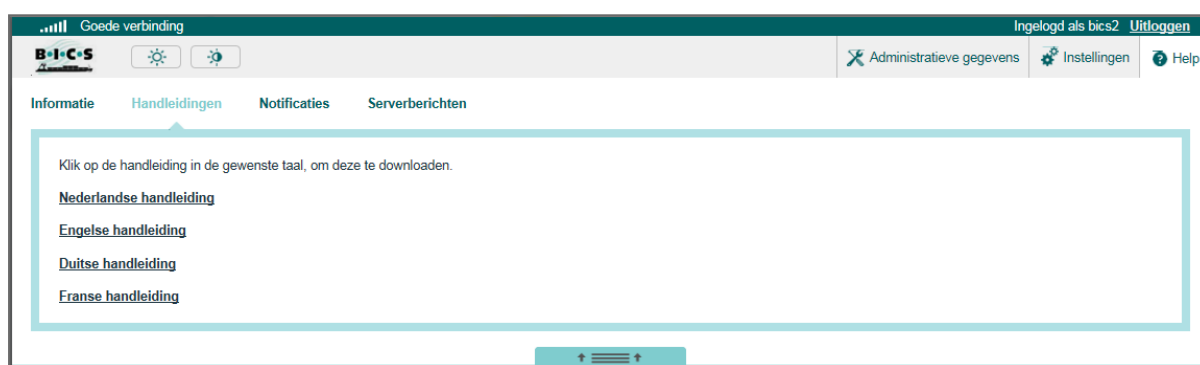 Goede verbinding
Ingelogd als bics2 Uitloggen
B•I•C•S
Administratieve gegevens
Instellingen
Help
Informatie
Handleidingen
Notificaties
Serverberichten
Klik op de handleiding in de gewenste taal, om deze te downloaden.
Nederlandse handleiding
Engelse handleiding
Duitse handleiding
Franse handleiding